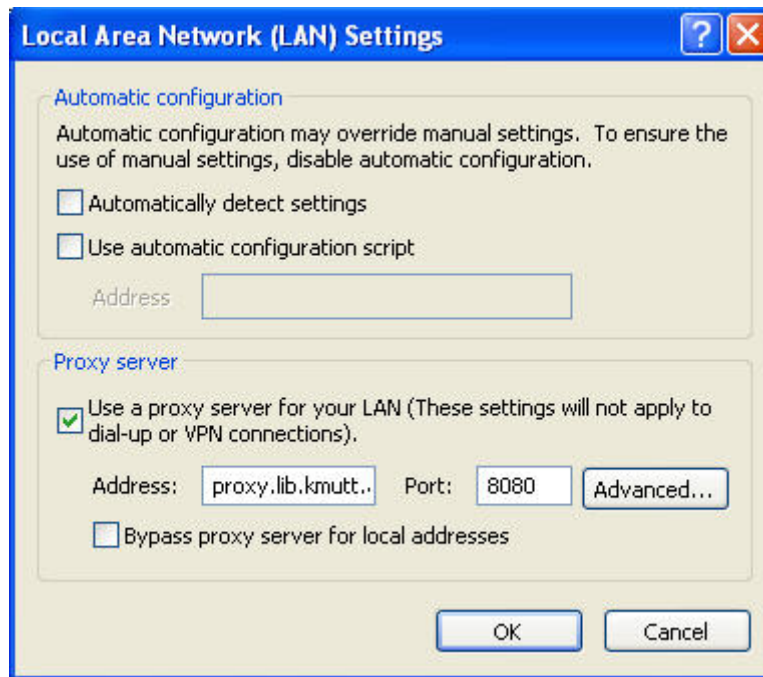 Local Area Network (LAN) Settings
?
Automatic configuration
Automatic configuration may override manual settings. To ensure the
use of manual settings, disable automatic configuration.
Automatically detect settings
Use automatic configuration script
Address
Proxy server
Use a proxy server for your LAN (These settings will not apply to
dial-up or VPN connections).
Address: proxy.lib.kmutt. Port: 8080 Advanced...
Bypass proxy server for local addresses
OK Cancel